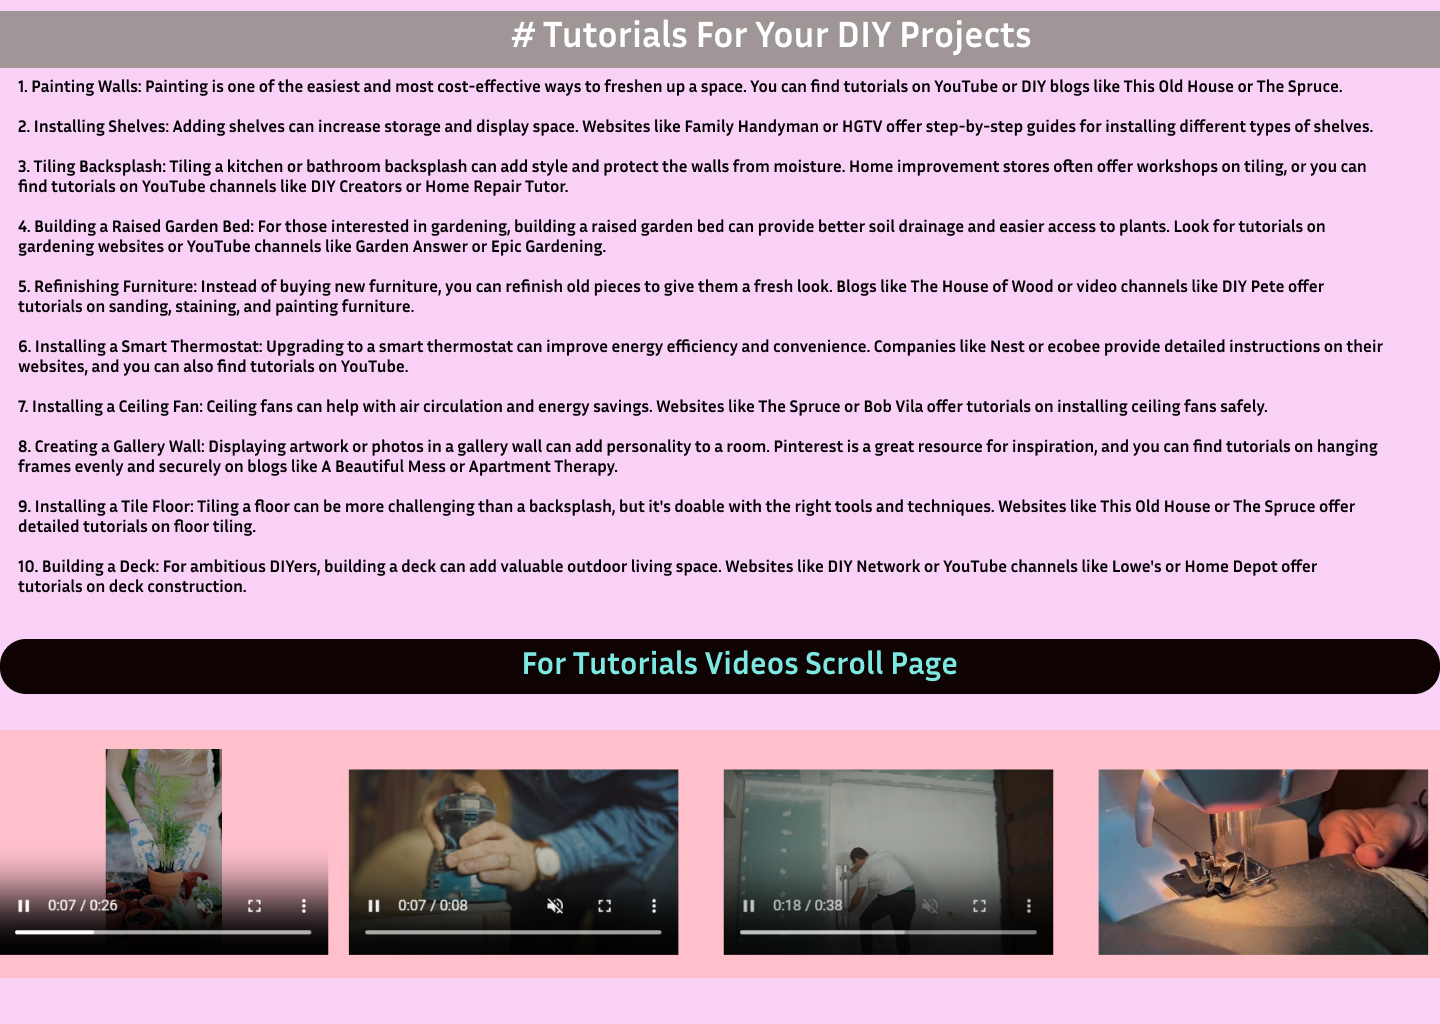 # Tutorials For Your DIY Projects
1. Painting Walls: Painting is one of the easiest and most cost-effective ways to freshen up a space. You can find tutorials on YouTube or DIY blogs like This Old House or The Spruce.
2. Installing Shelves: Adding shelves can increase storage and display space. Websites like Family Handyman or HGTV offer step-by-step guides for installing different types of shelves.
3. Tiling Backsplash: Tiling a kitchen or bathroom backsplash can add style and protect the walls from moisture. Home improvement stores often offer workshops on tiling, or you can
find tutorials on YouTube channels like DIY Creators or Home Repair Tutor.
4. Building a Raised Garden Bed: For those interested in gardening, building a raised garden bed can provide better soil drainage and easier access to plants. Look for tutorials on
gardening websites or YouTube channels like Garden Answer or Epic Gardening.
5. Refinishing Furniture: Instead of buying new furniture, you can refinish old pieces to give them a fresh look. Blogs like The House of Wood or video channels like DIY Pete offer
tutorials on sanding, staining, and painting furniture.
6. Installing a Smart Thermostat: Upgrading to a smart thermostat can improve energy efficiency and convenience. Companies like Nest or ecobee provide detailed instructions on their
websites, and you can also find tutorials on YouTube.
7. Installing a Ceiling Fan: Ceiling fans can help with air circulation and energy savings. Websites like The Spruce or Bob Vila offer tutorials on installing ceiling fans safely.
8. Creating a Gallery Wall: Displaying artwork or photos in a gallery wall can add personality to a room. Pinterest is a great resource for inspiration, and you can find tutorials on hanging
frames evenly and securely on blogs like A Beautiful Mess or Apartment Therapy.
9. Installing a Tile Floor: Tiling a floor can be more challenging than a backsplash, but it's doable with the right tools and techniques. Websites like This Old House or The Spruce offer
detailed tutorials on floor tiling.
10. Building a Deck: For ambitious DIYers, building a deck can add valuable outdoor living space. Websites like DIY Network or YouTube channels like Lowe's or Home Depot offer
tutorials on deck construction.
For Tutorials Videos Scroll Page
0:07 / 0:26
0:07 / 0:08
0:18 / 0:38